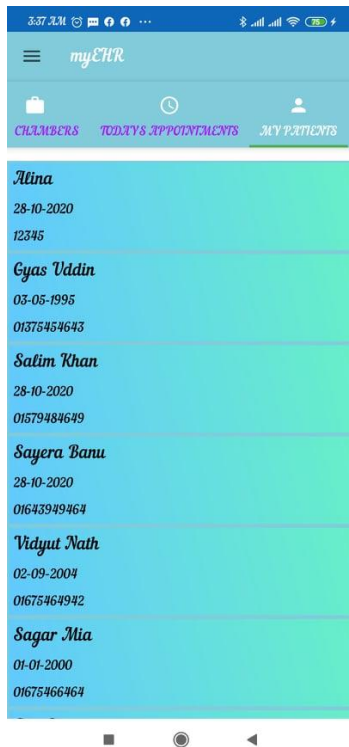 3:37 AM
75
myEHR
CHAMBERS TODAYS APPOINTMENTS MY PATIENTS
Alina
28-10-2020
12345
Gyas Uddin
03-05-1995
01375454643
Salim Khan
28-10-2020
01579484649
Sayera Banu
28-10-2020
01643949464
Vidyut Nath
02-09-2004
01675464942
Sagar Mia
01-01-2000
01675466464